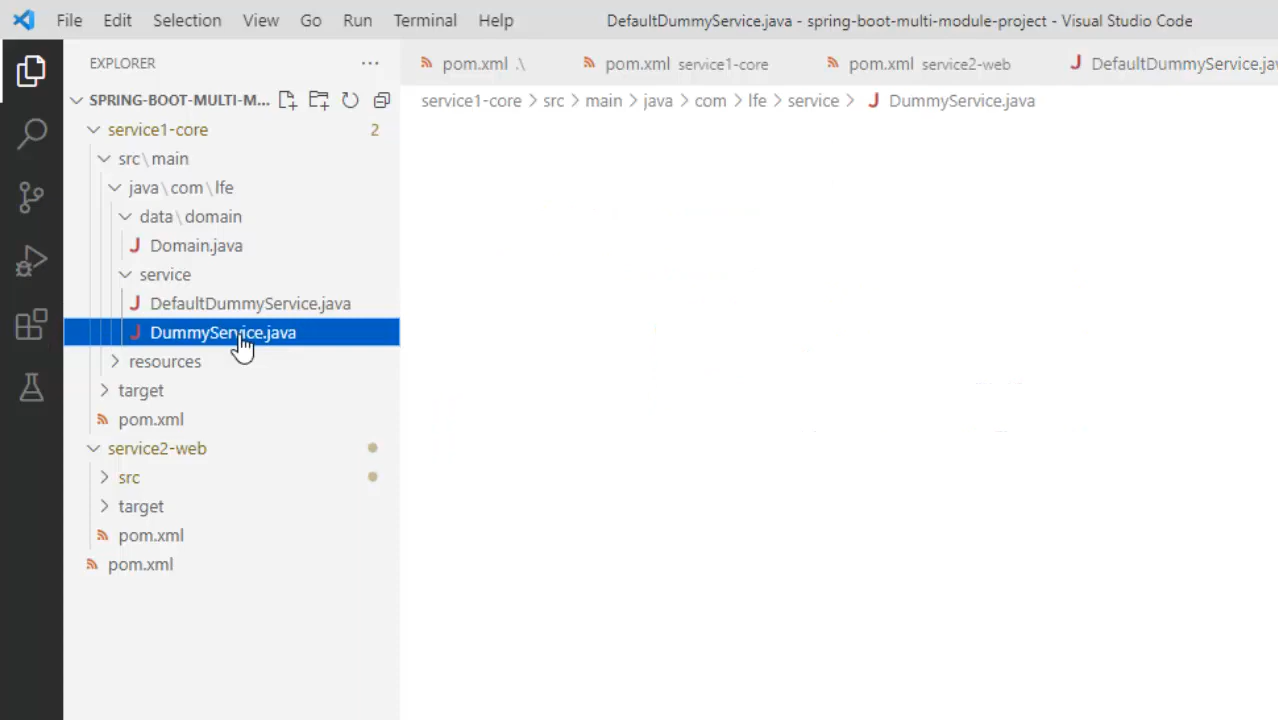 File Edit Selection View Go Run Terminal Help
DefaultDummyService.java - spring-boot-multi-module-project - Visual Studio Code
EXPLORER
pom.xml .\
pom.xml service1-core
pom.xml service2-web
DefaultDummyService.jav
SPRING-BOOT-MULTI-M...
service1-core > src > main > java > com > lfe > service > J DummyService.java
service1-core 2
src\main
java\com\lfe
data\domain
J Domain.java
service
J DefaultDummyService.java
J DummyService.java
resources
target
pom.xml
service2-web
src
target
pom.xml
pom.xml